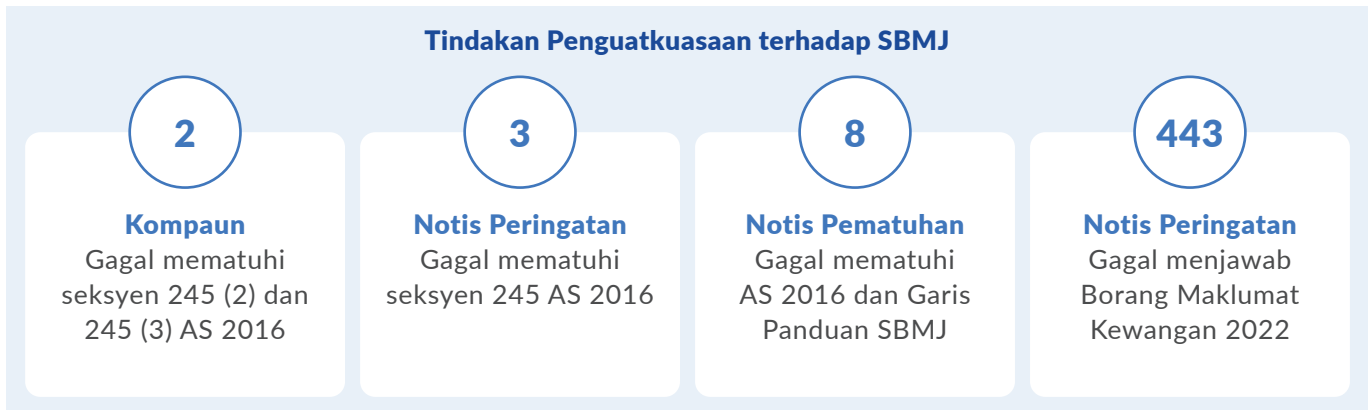 Tindakan Penguatkuasaan terhadap SBMJ
2
Kompaun
Gagal mematuhi
seksyen 245 (2) dan
245 (3) AS 2016
3
Notis Peringatan
Gagal mematuhi
seksyen 245 AS 2016
8
Notis Pematuhan
Gagal mematuhi
AS 2016 dan Garis
Panduan SBMJ
443
Notis Peringatan
Gagal menjawab
Borang Maklumat
Kewangan 2022